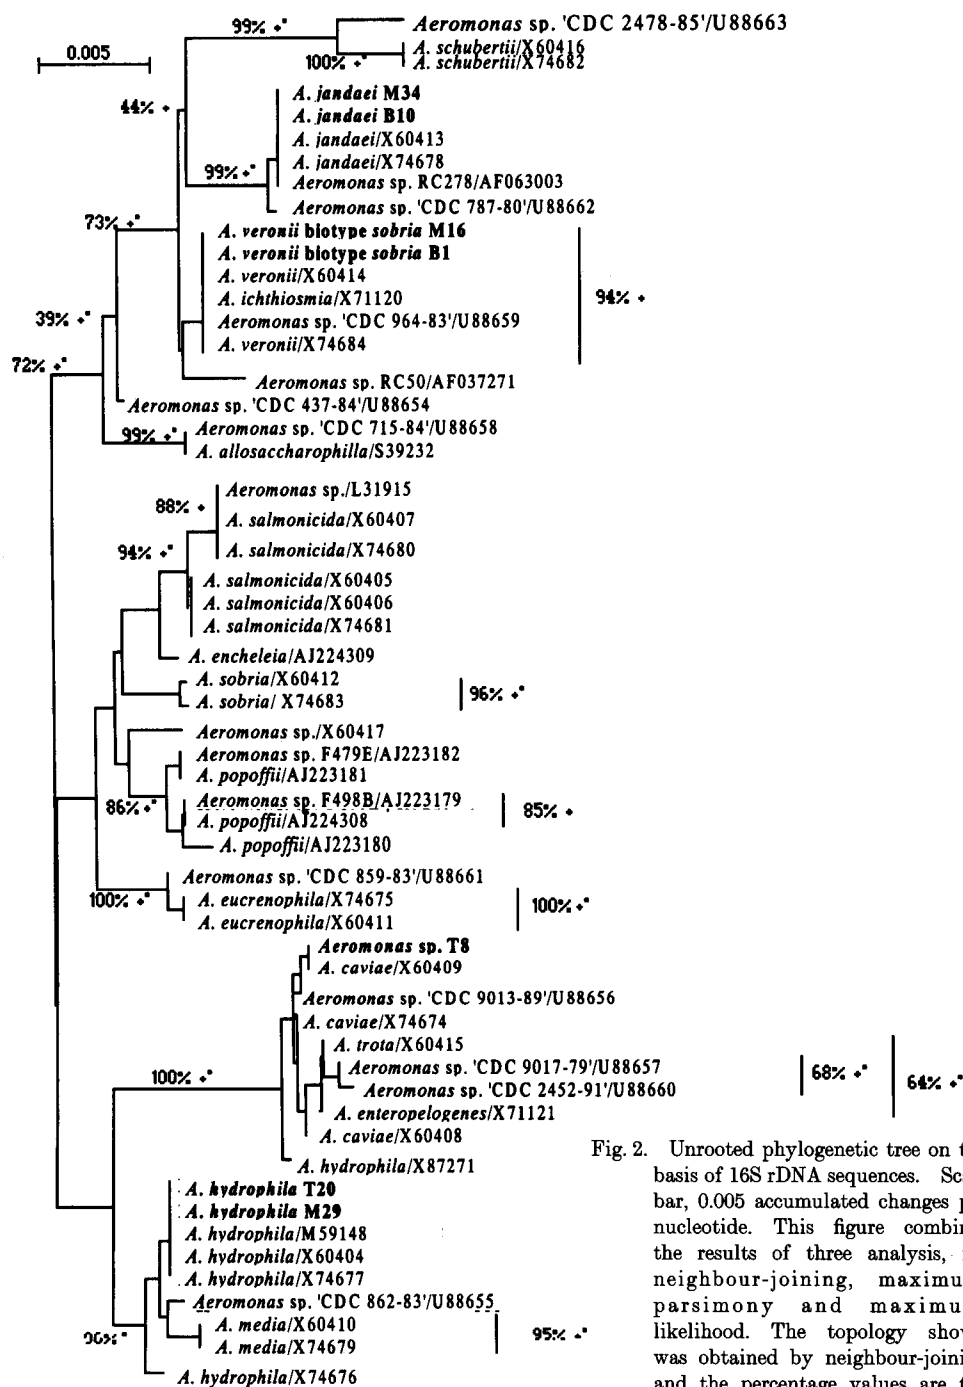 99% +*
Aeromonas sp. 'CDC 2478-85'/U88663
0.005
A. schubertii/X60416
100% +*
A. schubertii/X74682
A. jandaei M34
44% +
A. jandaei B10
A. jandaei/X60413
A. jandaei/X74678
99% +*
Aeromonas sp. RC278/AF063003
Aeromonas sp. 'CDC 787-80'/U88662
73% +*
A. veronii biotype sobria M16
A. veronii biotype sobria B1
A. veronii/X60414
A. ichthiosmia/X71120
94% +
39% +*
Aeromonas sp. 'CDC 964-83'/U88659
A. veronii/X74684
72% +*
Aeromonas sp. RC50/AF037271
Aeromonas sp. 'CDC 437-84'/U88654
Aeromonas sp. 'CDC 715-84'/U88658
99% +*
A. allosaccharophilla/S39232
Aeromonas sp./L31915
88% +
A. salmonicida/X60407
94% +*
A. salmonicida/X74680
A. salmonicida/X60405
A. salmonicida/X60406
A. salmonicida/X74681
A. encheleia/AJ224309
A. sobria/X60412
96% +*
A. sobria/ X74683
Aeromonas sp./X60417
Aeromonas sp. F479E/AJ223182
A. popoffii/AJ223181
86% +*
Aeromonas sp. F498B/AJ223179
85% +
A. popoffii/AJ224308
A. popoffii/AJ223180
Aeromonas sp. 'CDC 859-83'/U88661
100% +*
A. eucrenophila/X74675
100% +*
A. eucrenophila/X60411
Aeromonas sp. T8
A. caviae/X60409
Aeromonas sp. 'CDC 9013-89'/U88656
A. caviae/X74674
A. trota/X60415
100% +*
Aeromonas sp. 'CDC 9017-79'/U88657
68% +*
64% +*
Aeromonas sp. 'CDC 2452-91'/U88660
A. enteropelogenes/X71121
A. caviae/X60408
A. hydrophila/X87271
A. hydrophila T20
A. hydrophila M29
A. hydrophila/M59148
A. hydrophila/X60404
A. hydrophila/X74677
Aeromonas sp. 'CDC 862-83'/U88655
A. media/X60410
95% +*
A. media/X74679
A. hydrophila/X74676
Fig. 2. Unrooted phylogenetic tree on
basis of 16S rDNA sequences.
bar, 0.005 accumulated changes
nucleotide. This figure
the results of three analysis,
neighbour-joining,
parsimony and
likelihood. The topology
was obtained by
and the percentage values are